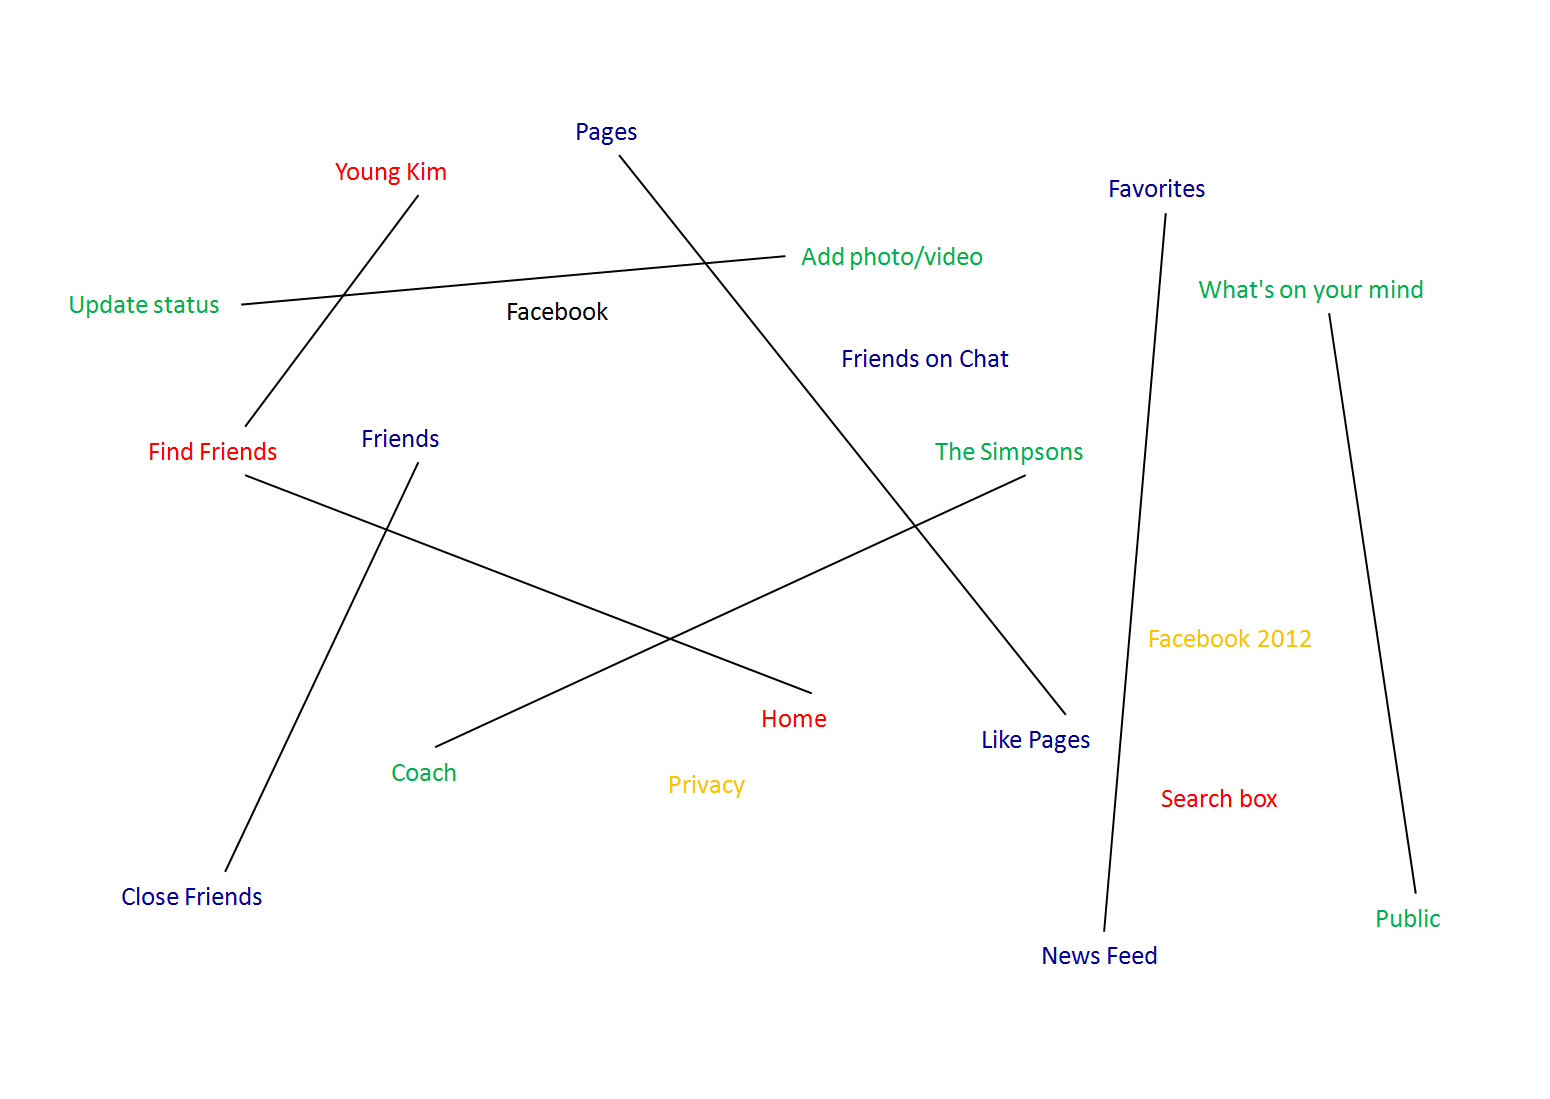 Pages
Young Kim
Favorites
Add photo/video
What's on your mind
Update status
Facebook
Friends on Chat
Friends
Find Friends
The Simpsons
Facebook 2012
Home
Like Pages
Coach
Privacy
Search box
Close Friends
Public
News Feed